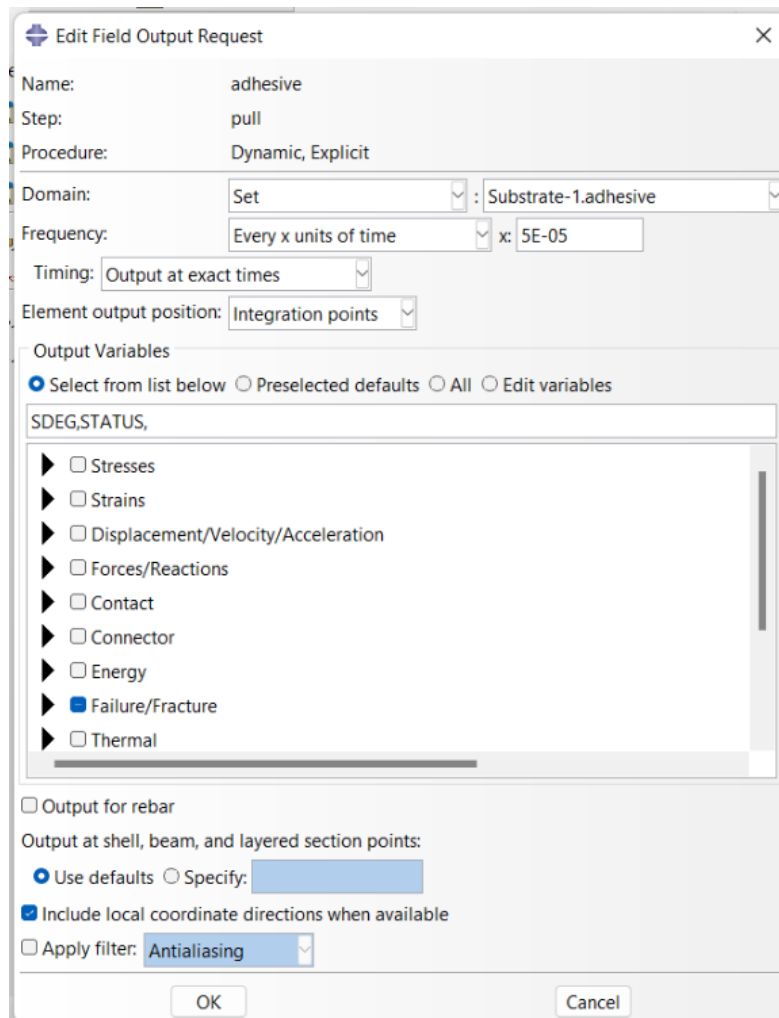 Edit Field Output Request
Name: adhesive
Step: pull
Procedure: Dynamic, Explicit
Domain: Set : Substrate-1.adhesive
Frequency: Every x units of time x: 5E-05
Timing: Output at exact times
Element output position: Integration points
Output Variables
Select from list below Preselected defaults All Edit variables
SDEG,STATUS,
Stresses
Strains
Displacement/Velocity/Acceleration
Forces/Reactions
Contact
Connector
Energy
Failure/Fracture
Thermal
Output for rebar
Output at shell, beam, and layered section points:
Use defaults Specify:
Include local coordinate directions when available
Apply filter: Antialiasing
OK Cancel